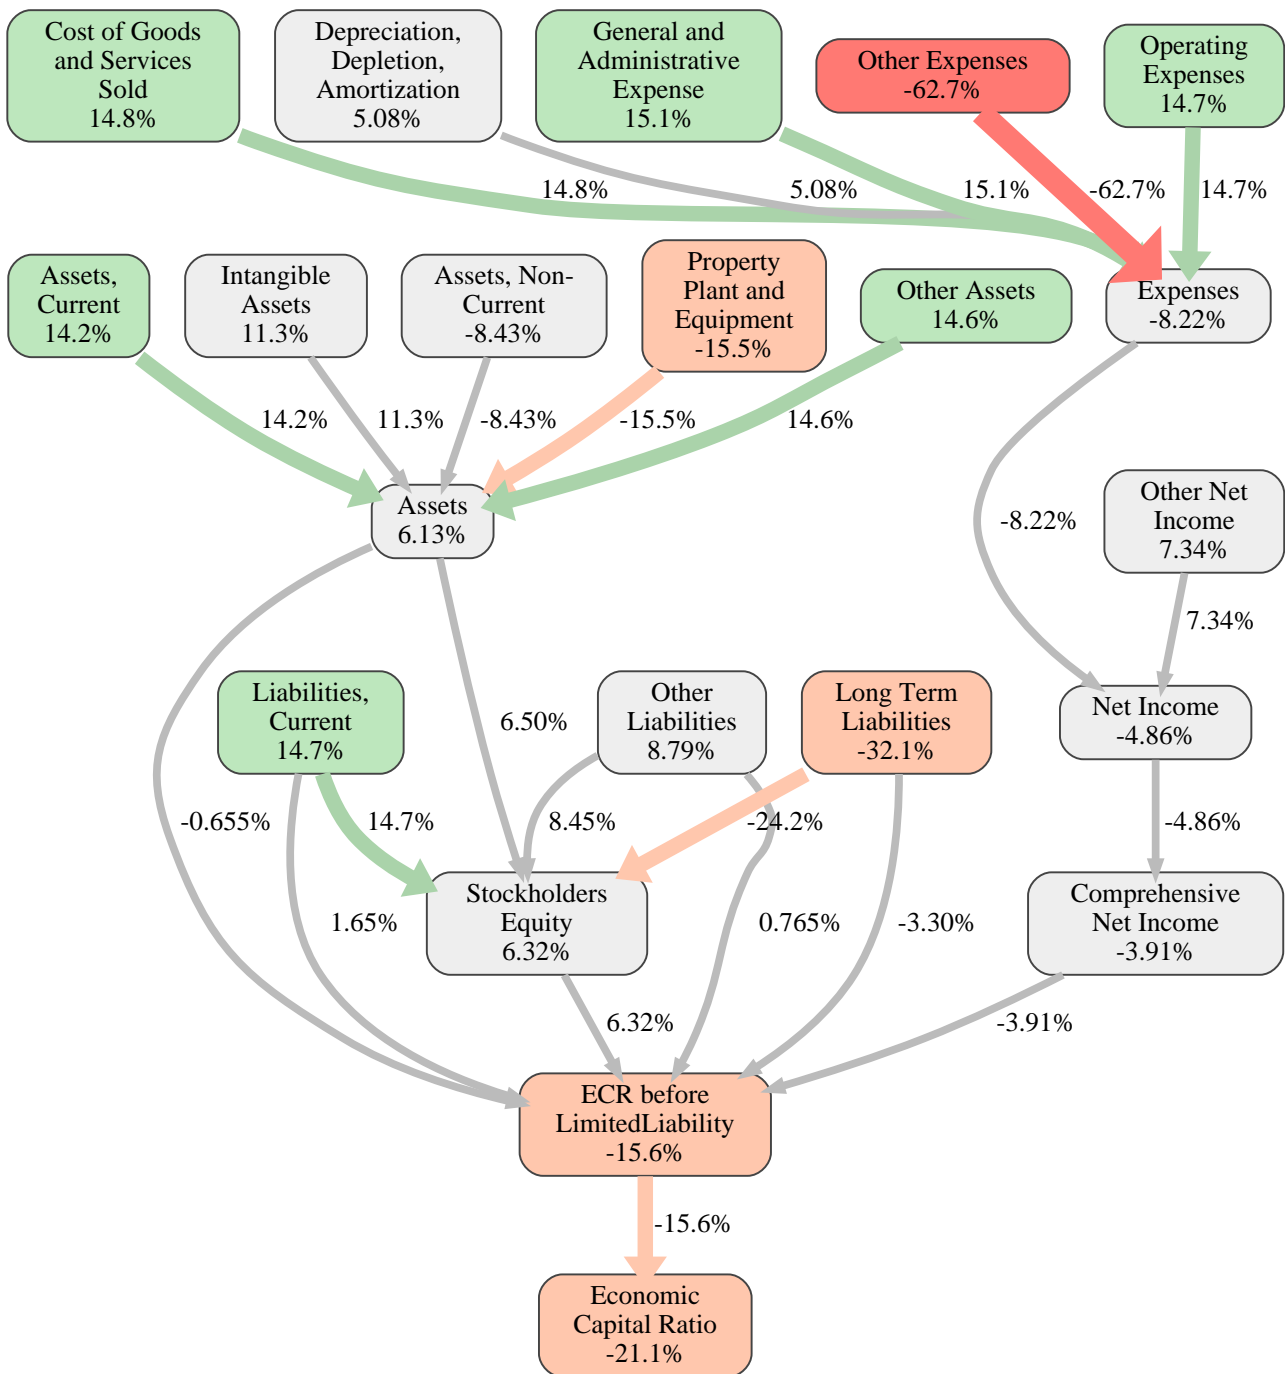 Cost of Goods
and Services
Sold
14.8%
Depreciation,
Depletion,
Amortization
5.08%
General and
Administrative
Expense
15.1%
Other Expenses
-62.7%
Operating
Expenses
14.7%
14.8%
5.08%
15.1%
-62.7%
14.7%
Assets,
Current
14.2%
Intangible
Assets
11.3%
Assets, Non-
Current
-8.43%
Property
Plant and
Equipment
-15.5%
Other Assets
14.6%
Expenses
-8.22%
14.2%
11.3%
-8.43%
-15.5%
14.6%
Assets
6.13%
-8.22%
Other Net
Income
7.34%
7.34%
Liabilities,
Current
14.7%
6.50%
Other
Liabilities
8.79%
Long Term
Liabilities
-32.1%
Net Income
-4.86%
-0.655%
14.7%
8.45%
-24.2%
-4.86%
1.65%
Stockholders
Equity
6.32%
0.765%
-3.30%
Comprehensive
Net Income
-3.91%
6.32%
-3.91%
ECR before
LimitedLiability
-15.6%
-15.6%
Economic
Capital Ratio
-21.1%